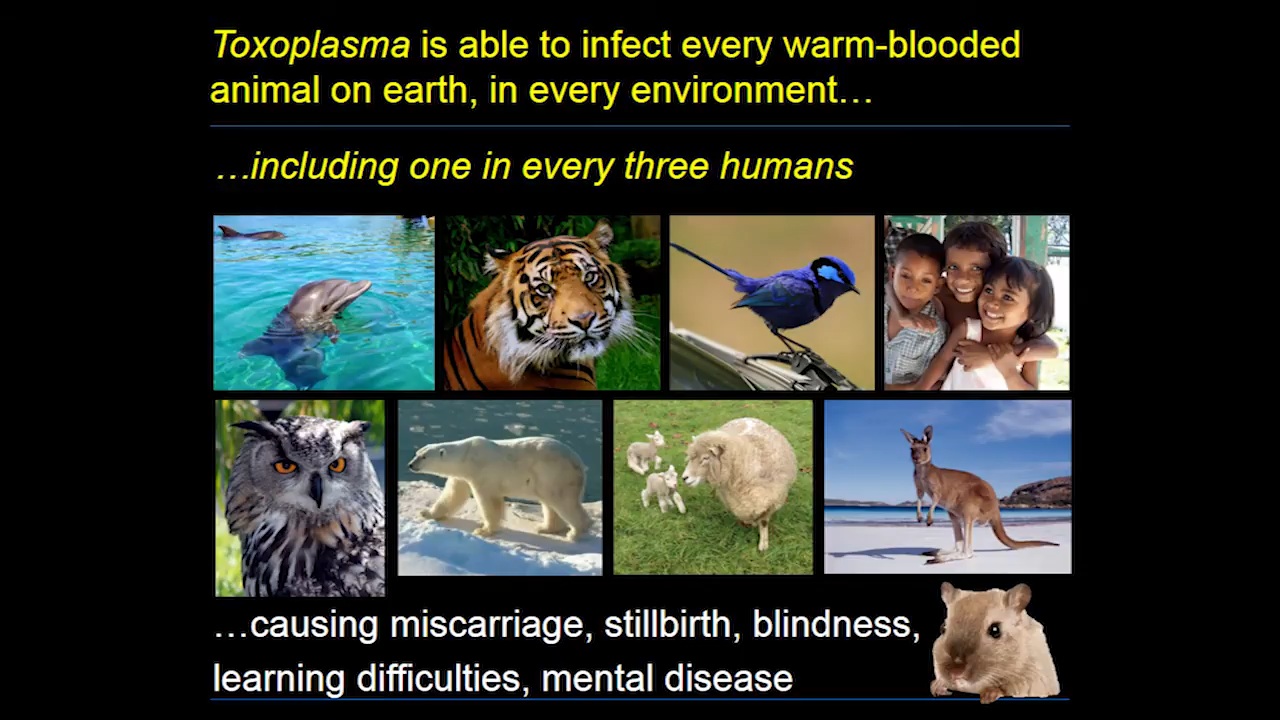 Toxoplasma is able to infect every warm-blooded
animal on earth, in every environment…
…including one in every three humans
…causing miscarriage, stillbirth, blindness,
learning difficulties, mental disease